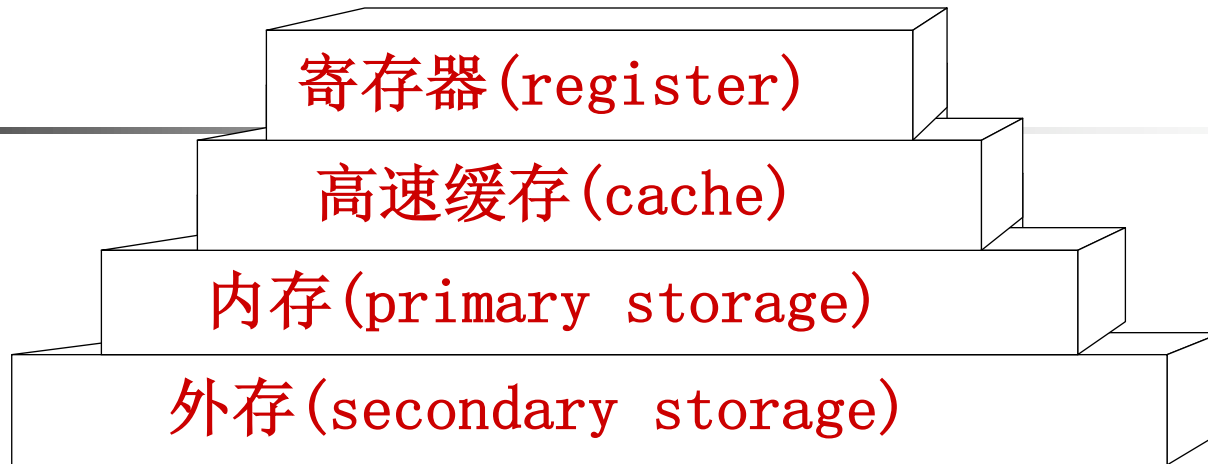 寄存器(register)
高速缓存(cache)
内存(primary storage)
外存(secondary storage)